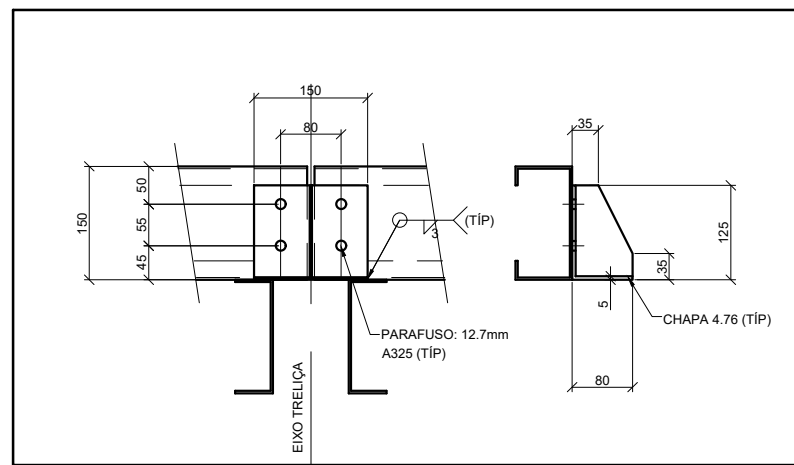 150
80
35
50
55
45
150
(TÍP)
3
125
35
5
CHAPA 4.76 (TÍP)
80
PARAFUSO: 12.7mm
A325 (TÍP)
EIXO TRELIÇA